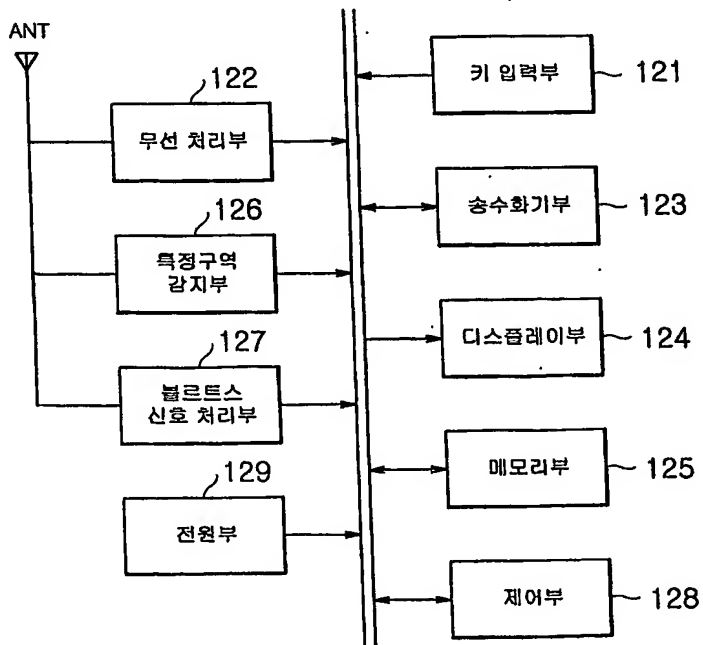 ANT
122
무선 처리부
126
특정구역
감지부
127
블르트스
신호 처리부
129
전원부
키 입력부
121
송수화기부
123
디스플레이부
124
메모리부
125
제어부
128